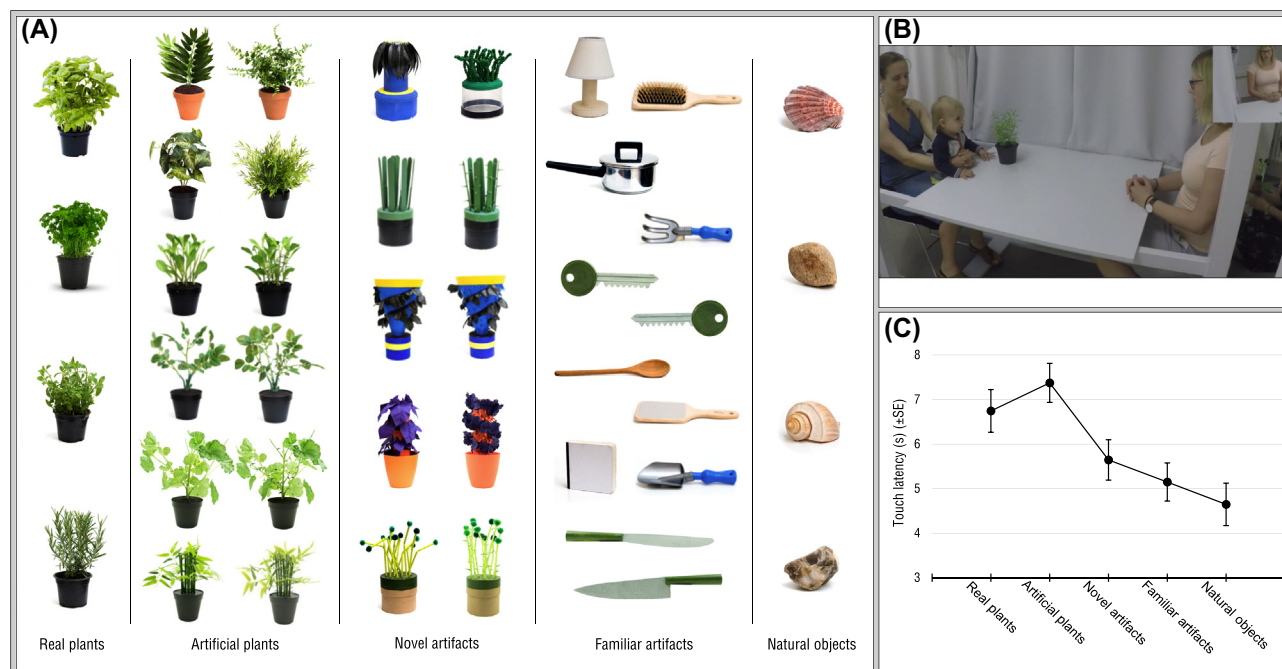 (A)
Real plants
Artificial plants
Novel artifacts
Familiar artifacts
Natural objects
(B)
(C)
Touch latency (s) (±SE)
8
7
6
5
4
3
Real plants
Artificial plants
Novel artifacts
Familiar artifacts
Natural objects